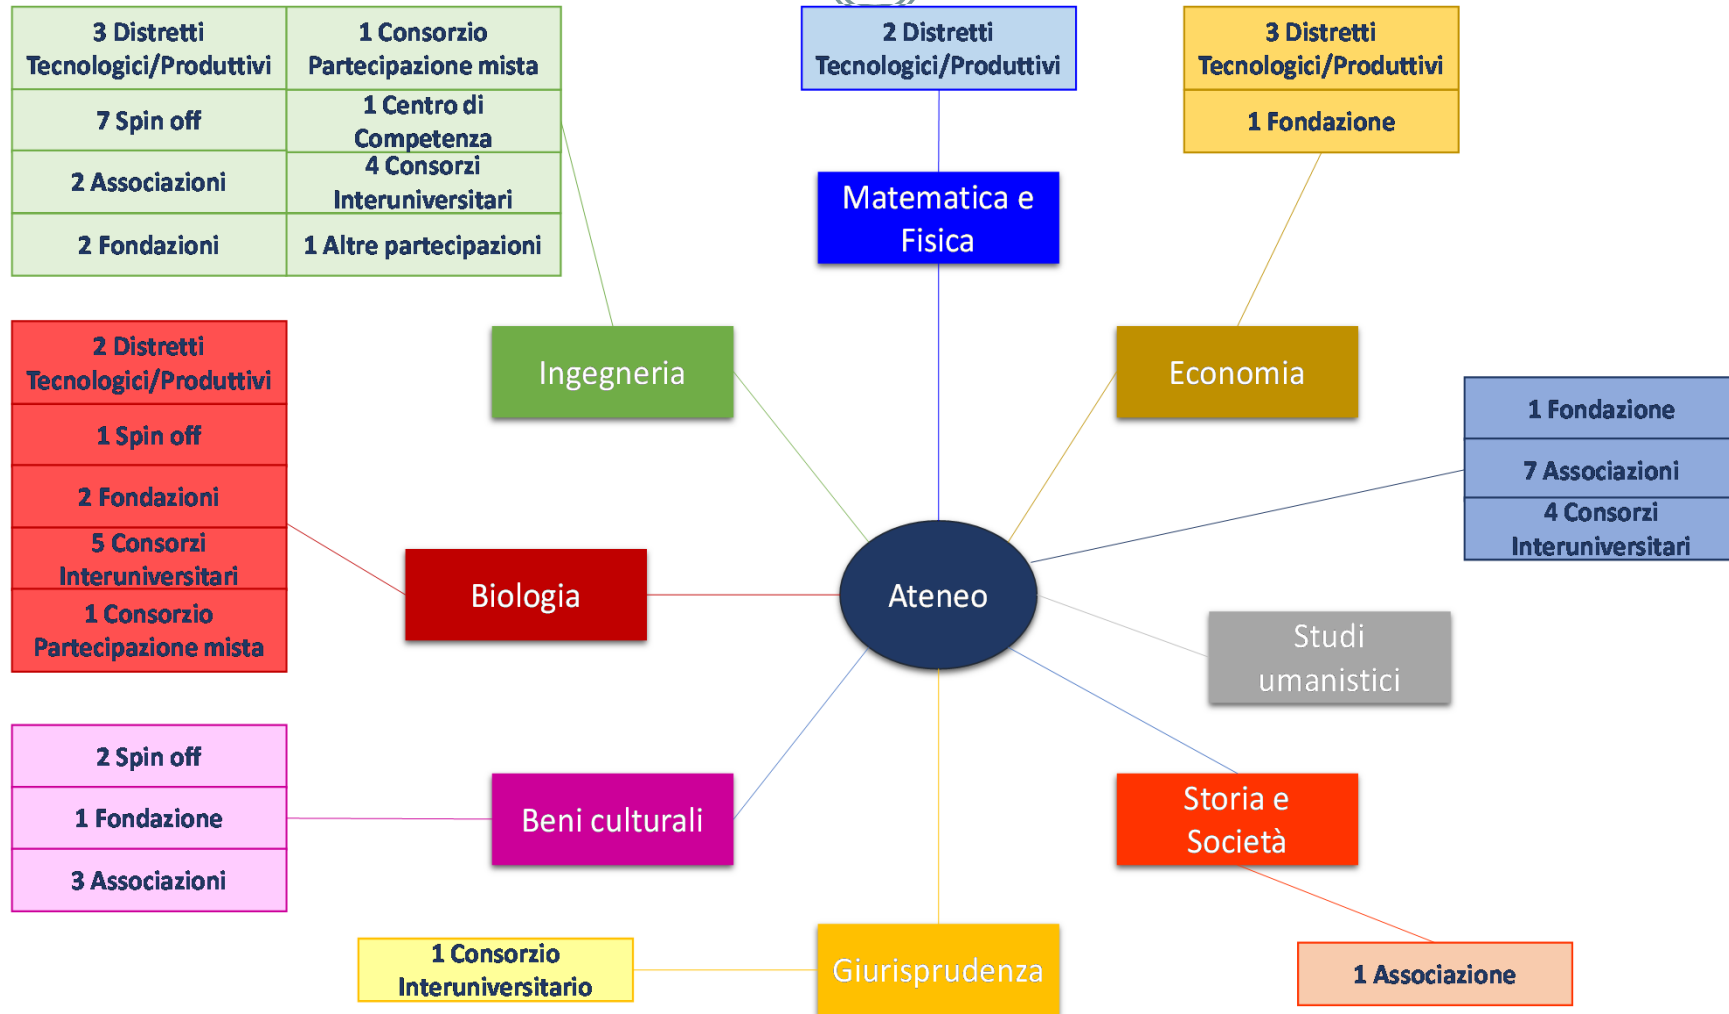 3 Distretti
Tecnologici/Produttivi
1 Consorzio
Partecipazione mista
7 Spin off
1 Centro di
Competenza
2 Associazioni
4 Consorzi
Interuniversitari
2 Fondazioni
1 Altre partecipazioni
2 Distretti
Tecnologici/Produttivi
3 Distretti
Tecnologici/Produttivi
1 Fondazione
Matematica e
Fisica
Ingegneria
Economia
2 Distretti
Tecnologici/Produttivi
1 Spin off
2 Fondazioni
5 Consorzi
Interuniversitari
1 Consorzio
Partecipazione mista
1 Fondazione
7 Associazioni
4 Consorzi
Interuniversitari
Biologia
Ateneo
Studi
umanistici
2 Spin off
1 Fondazione
3 Associazioni
Beni culturali
Storia e
Società
1 Consorzio
Interuniversitario
Giurisprudenza
1 Associazione